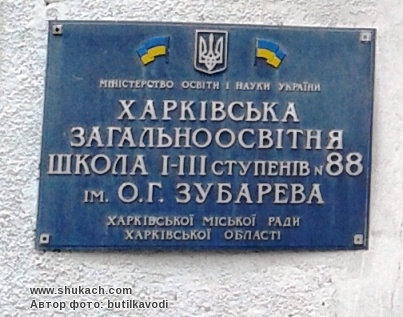 МІНІСТЕРСТВО ОСВІТИ І НАУКИ УКРАЇНИ
ХАРКІВСЬКА
ЗАГАЛЬНООСВІТНЯ
ШКОЛА І-ІІІ СТУПЕНІВ N 88
ІМ. О.Г. ЗУБАРЕВА
ХАРКІВСЬКОЇ МІСЬКОЇ РАДИ
ХАРКІВСЬКОЇ ОБЛАСТІ
www.shukach.com
Автор фото: butilkavodi